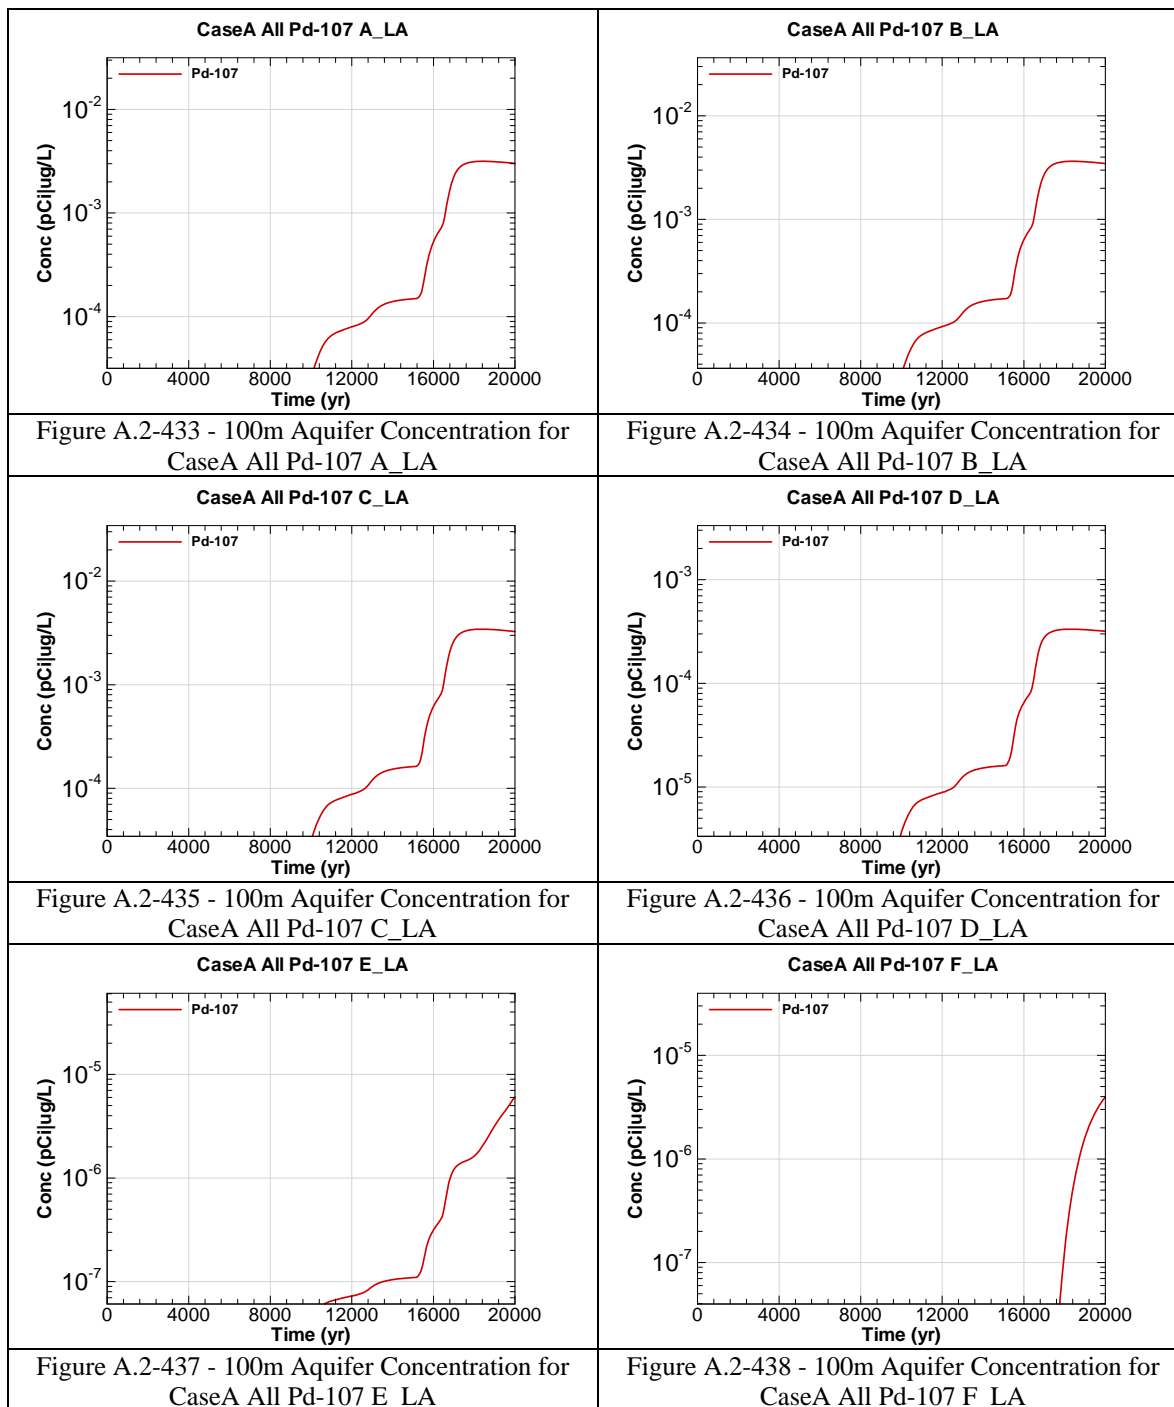 CaseA All Pd-107 A_LA
Pd-107
Conc (pCi|ug/L)
10-2
10-3
10-4
0 4000 8000 12000 16000 20000
Time (yr)
Figure A.2-433 - 100m Aquifer Concentration for
CaseA All Pd-107 A_LA
CaseA All Pd-107 B_LA
Pd-107
Conc (pCi|ug/L)
10-2
10-3
10-4
0 4000 8000 12000 16000 20000
Time (yr)
Figure A.2-434 - 100m Aquifer Concentration for
CaseA All Pd-107 B_LA
CaseA All Pd-107 C_LA
Pd-107
Conc (pCi|ug/L)
10-2
10-3
10-4
0 4000 8000 12000 16000 20000
Time (yr)
Figure A.2-435 - 100m Aquifer Concentration for
CaseA All Pd-107 C_LA
CaseA All Pd-107 D_LA
Pd-107
Conc (pCi|ug/L)
10-3
10-4
10-5
0 4000 8000 12000 16000 20000
Time (yr)
Figure A.2-436 - 100m Aquifer Concentration for
CaseA All Pd-107 D_LA
CaseA All Pd-107 E_LA
Pd-107
Conc (pCi|ug/L)
10-5
10-6
10-7
0 4000 8000 12000 16000 20000
Time (yr)
Figure A.2-437 - 100m Aquifer Concentration for
CaseA All Pd-107 E_LA
CaseA All Pd-107 F_LA
Pd-107
Conc (pCi|ug/L)
10-5
10-6
10-7
0 4000 8000 12000 16000 20000
Time (yr)
Figure A.2-438 - 100m Aquifer Concentration for
CaseA All Pd-107 F_LA